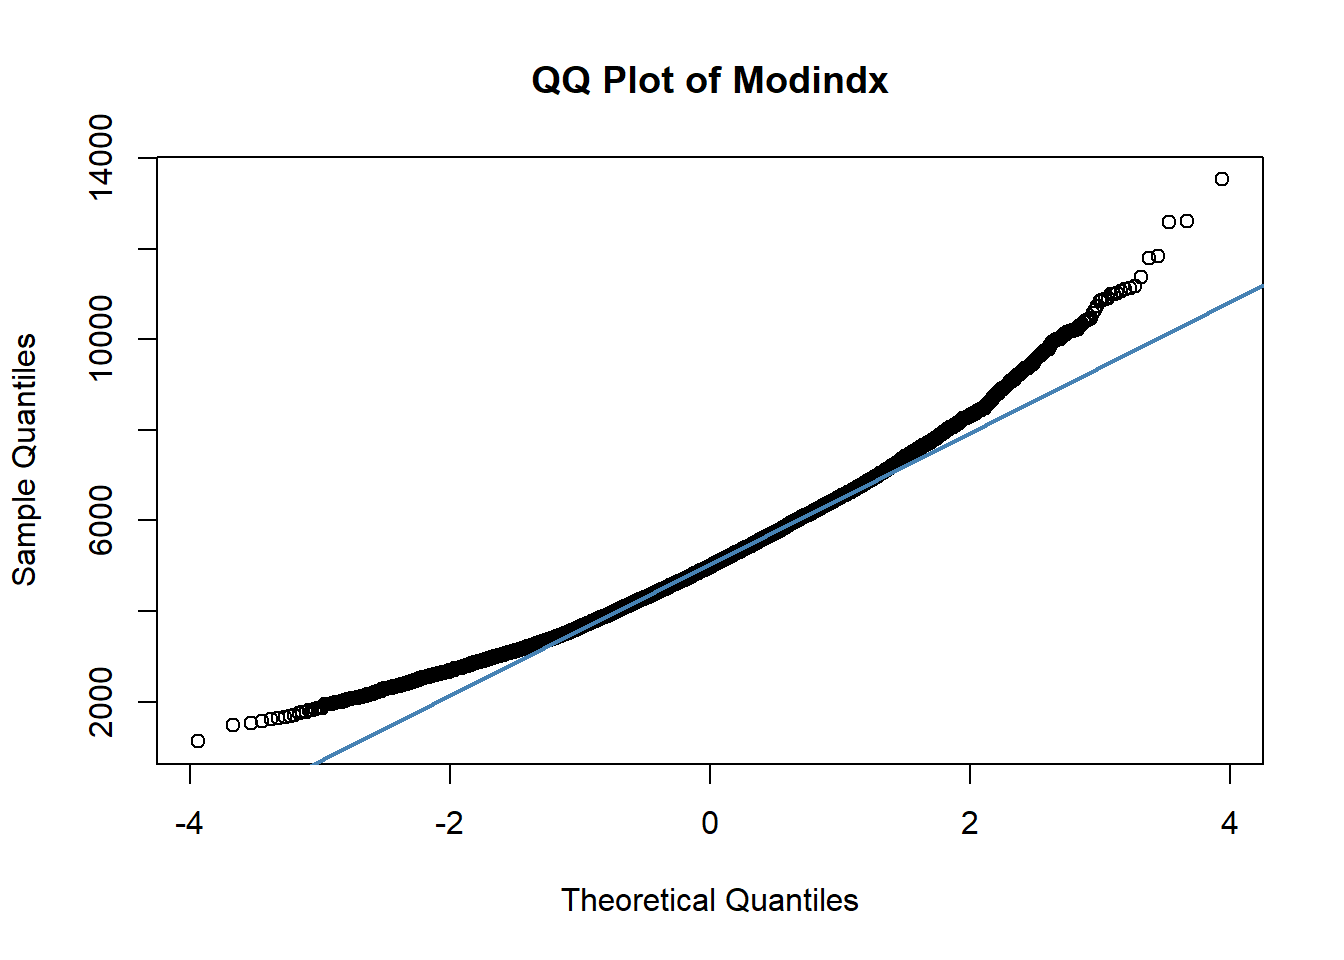 QQ Plot of Modindx
14000
10000
6000
2000
Sample Quantiles
-4 -2 0 2 4
Theoretical Quantiles